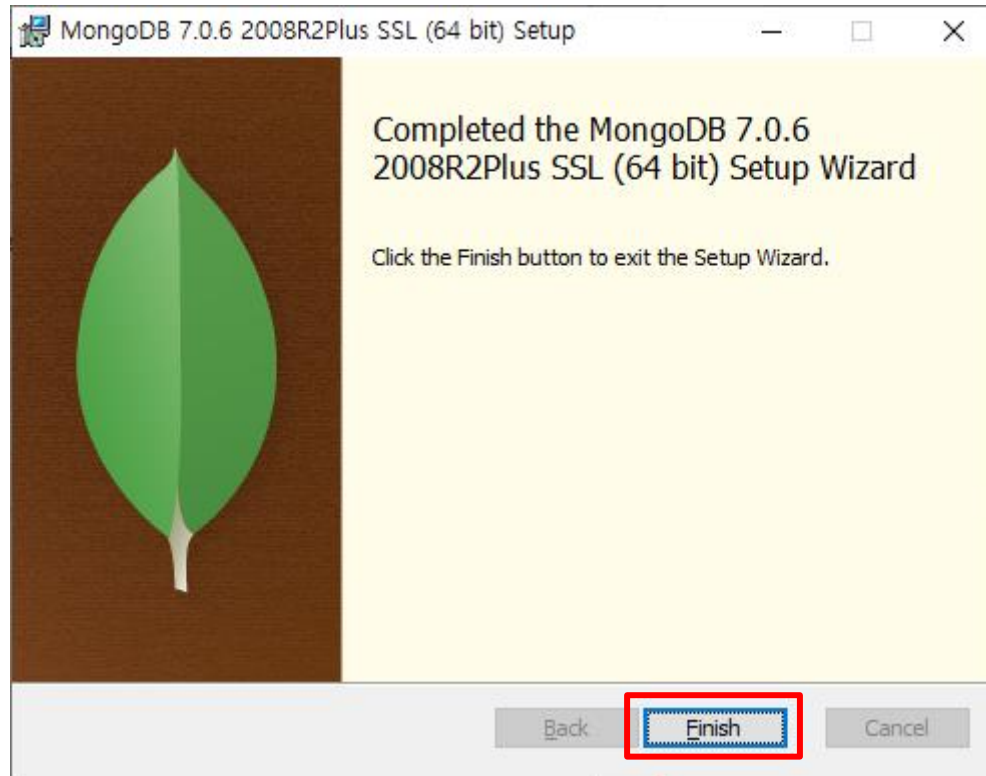 MongoDB 7.0.6 2008R2Plus SSL (64 bit) Setup
Completed the MongoDB 7.0.6
2008R2Plus SSL (64 bit) Setup Wizard
Click the Finish button to exit the Setup Wizard.
Back Finish Cancel